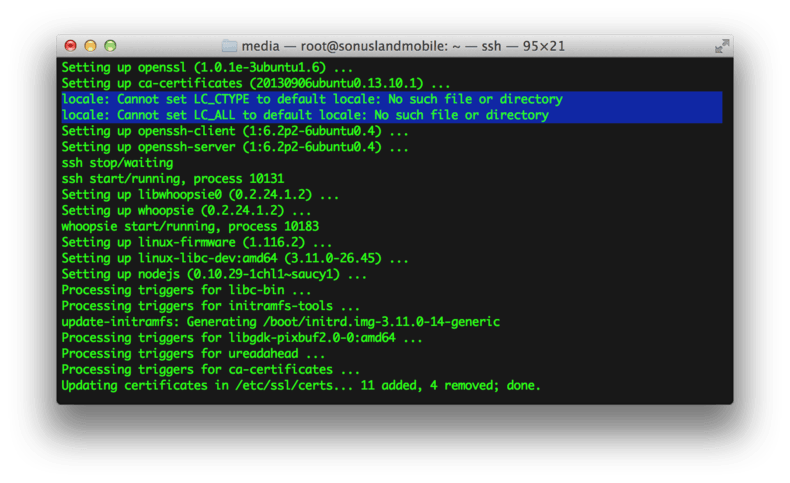 media — root@sonuslandmobile: ~ — ssh — 95×21
Setting up openssl (1.0.1e-3ubuntu1.6) ...
Setting up ca-certificates (20130906ubuntu0.13.10.1) ...
locale: Cannot set LC_CTYPE to default locale: No such file or directory
locale: Cannot set LC_ALL to default locale: No such file or directory
Setting up openssh-client (1:6.2p2-6ubuntu0.4) ...
Setting up openssh-server (1:6.2p2-6ubuntu0.4) ...
ssh stop/waiting
ssh start/running, process 10131
Setting up libwhoopsie0 (0.2.24.1.2) ...
Setting up whoopsie (0.2.24.1.2) ...
whoopsie start/running, process 10183
Setting up linux-firmware (1.116.2) ...
Setting up linux-libc-dev:amd64 (3.11.0-26.45) ...
Setting up nodejs (0.10.29-1chl1~saucy1) ...
Processing triggers for libc-bin ...
Processing triggers for initramfs-tools ...
update-initramfs: Generating /boot/initrd.img-3.11.0-14-generic
Processing triggers for libgdk-pixbuf2.0-0:amd64 ...
Processing triggers for ureadahead ...
Processing triggers for ca-certificates ...
Updating certificates in /etc/ssl/certs... 11 added, 4 removed; done.